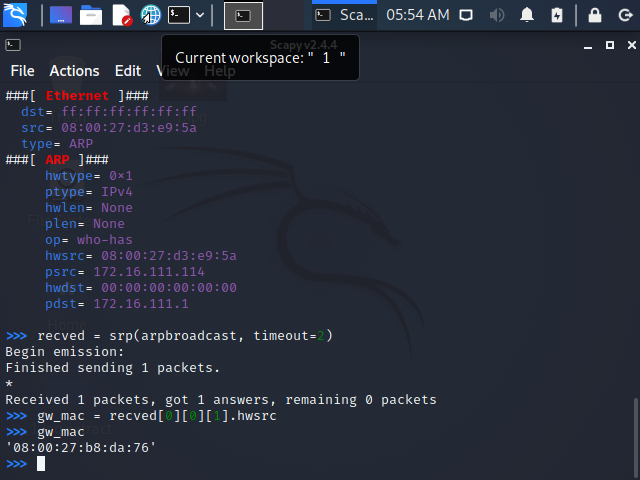 Sca...
05:54 AM
Scapy v2.4.4
Current workspace: " 1 "
File Actions Edit View Help
###[ Ethernet ]###
dst= ff:ff:ff:ff:ff:ff
src= 08:00:27:d3:e9:5a
type= ARP
###[ ARP ]###
hwtype= 0×1
ptype= IPv4
hwlen= None
plen= None
op= who-has
hwsrc= 08:00:27:d3:e9:5a
psrc= 172.16.111.114
hwdst= 00:00:00:00:00:00
pdst= 172.16.111.1
>>> recved = srp(arpbroadcast, timeout=2)
Begin emission:
Finished sending 1 packets.
*
Received 1 packets, got 1 answers, remaining 0 packets
>>> gw_mac = recved[0][0][1].hwsrc
>>> gw_mac
'08:00:27:b8:da:76'
>>>